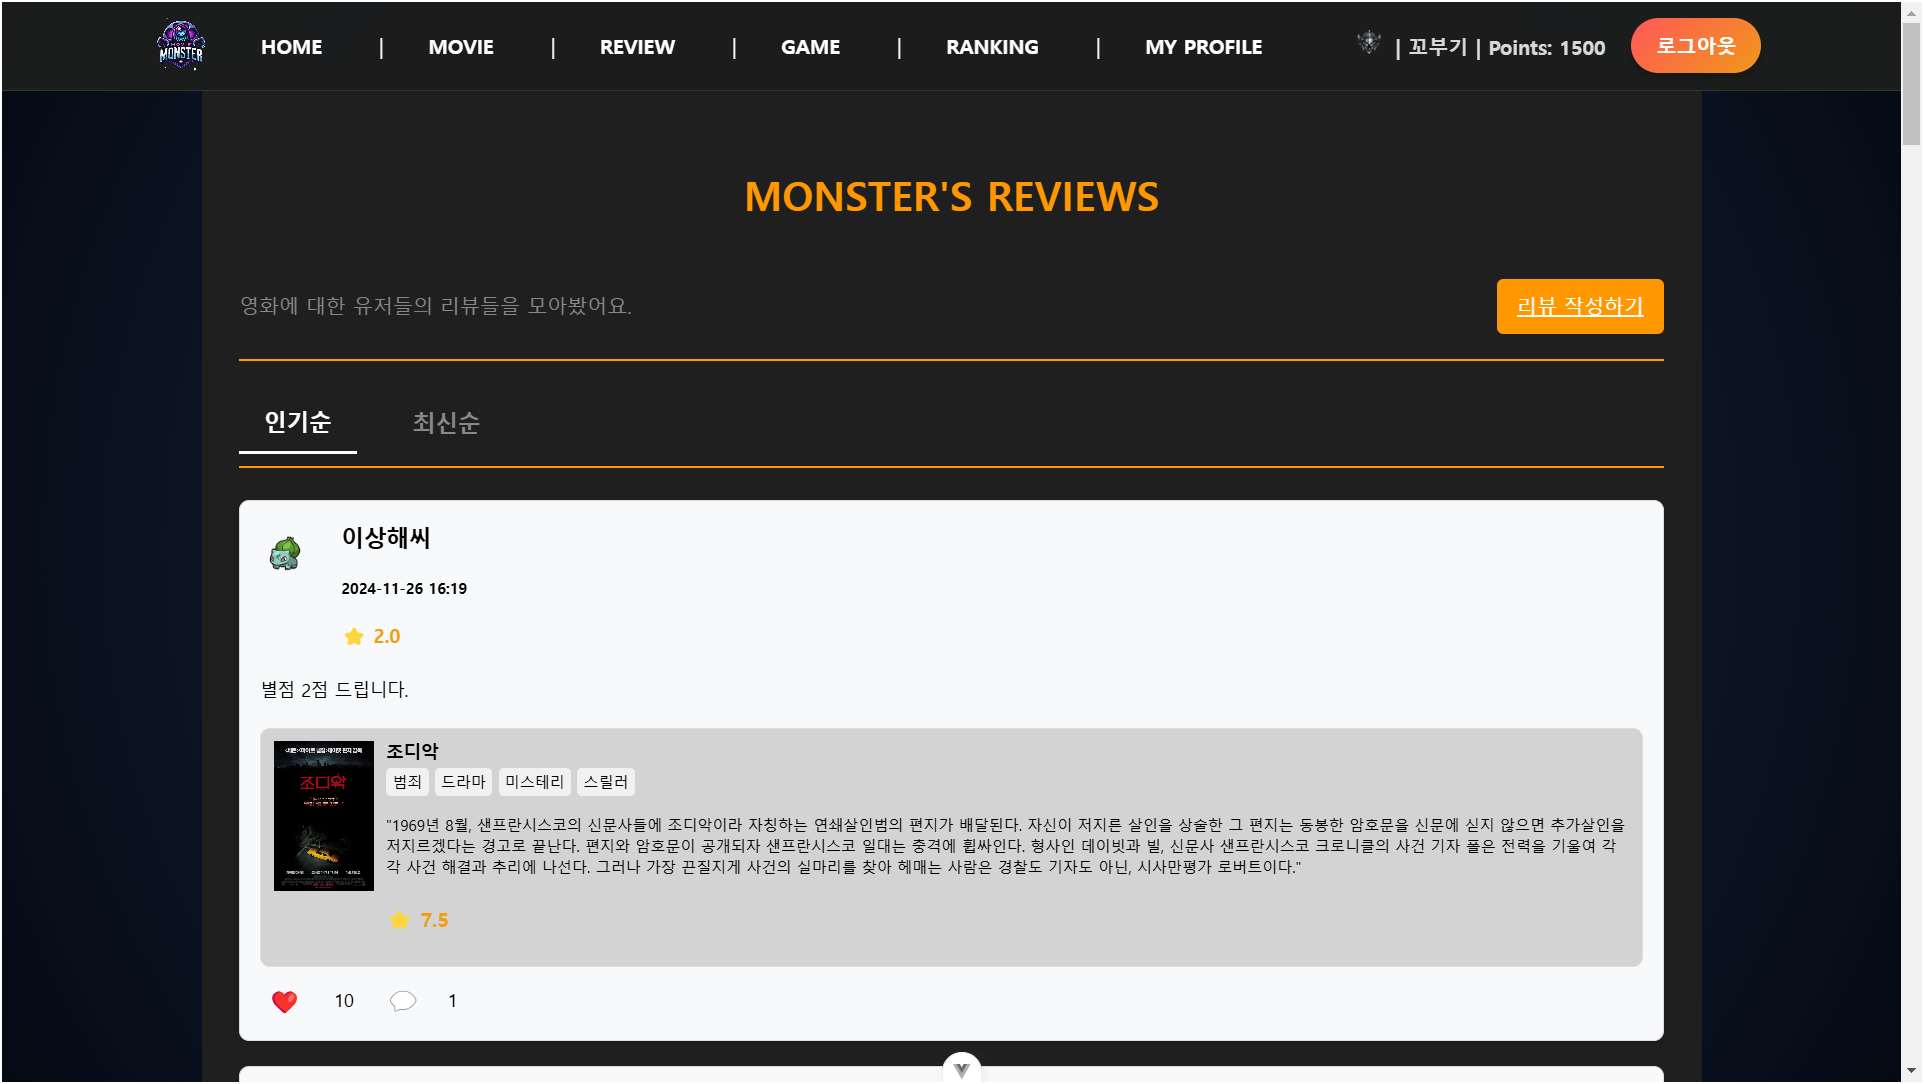 MONSTER
HOME | MOVIE | REVIEW | GAME | RANKING | MY PROFILE
| 꼬부기 | Points: 1500
로그아웃
MONSTER'S REVIEWS
영화에 대한 유저들의 리뷰들을 모아봤어요.
리뷰 작성하기
인기순
최신순
이상해씨
2024-11-26 16:19
2.0
별점 2점 드립니다.
조디악
조디악
범죄 드라마 미스테리 스릴러
"1969년 8월, 샌프란시스코의 신문사들에 조디악이라 자칭하는 연쇄살인범의 편지가 배달된다. 자신이 저지른 살인을 상술한 그 편지는 동봉한 암호문을 신문에 싣지 않으면 추가살인을
저지르겠다는 경고로 끝난다. 편지와 암호문이 공개되자 샌프란시스코 일대는 충격에 휩싸인다. 형사인 데이빗과 빌, 신문사 샌프란시스코 크로니클의 사건 기자 폴은 전력을 기울여 각
각 사건 해결과 추리에 나선다. 그러나 가장 끈질지게 사건의 실마리를 찾아 헤매는 사람은 경찰도 기자도 아닌, 시사만평가 로버트이다."
7.5
10
1